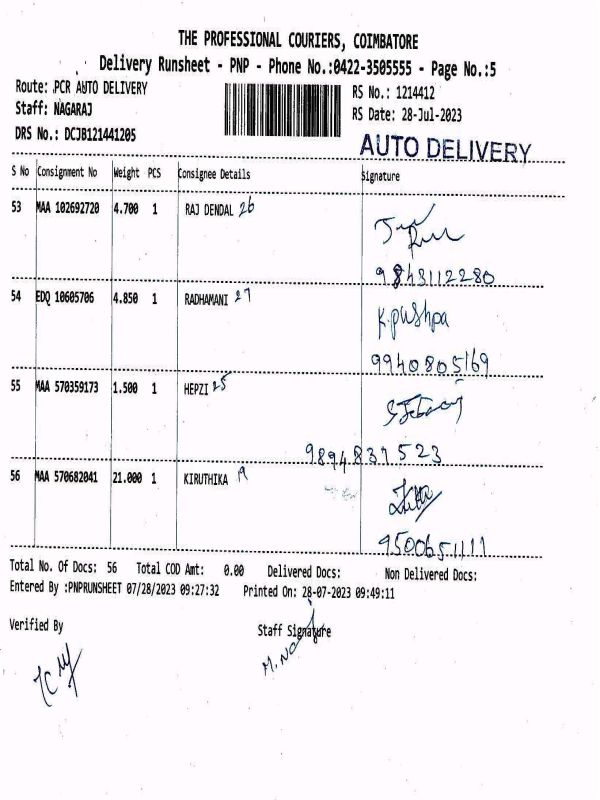 THE PROFESSIONAL COURIERS, COIMBATORE
Delivery Runsheet - PNP - Phone No.:0422-3505555 - Page No.:5
Route: PCR AUTO DELIVERY
RS No.: 1214412
Staff: NAGARAJ
RS Date: 28-Jul-2023
DRS No.: DCJB121441205
AUTO DELIVERY
S No Consignment No Weight PCS Consignee Details Signature
53 MAA 102692720 4.700 1 RAJ DENDAL 26
9843112280
54 EDQ 10605706 4.850 1 RADHAMANI 27
K.pushpa
9940805169
55 MAA 570359173 1.500 1 HEPZI 25
9894837523
56 MAA 570682041 21.000 1 KIRUTHIKA
9500651111
Total No. Of Docs: 56 Total COD Amt: 0.00 Delivered Docs: Non Delivered Docs:
Entered By :PNPRUNSHEET 07/28/2023 09:27:32 Printed On: 28-07-2023 09:49:11
Verified By
Staff Signature